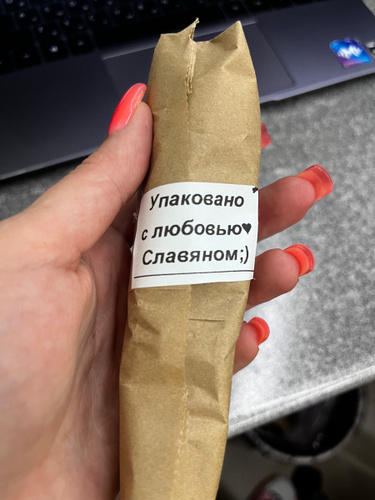 Упаковано
с любовью♥
Славяном;)